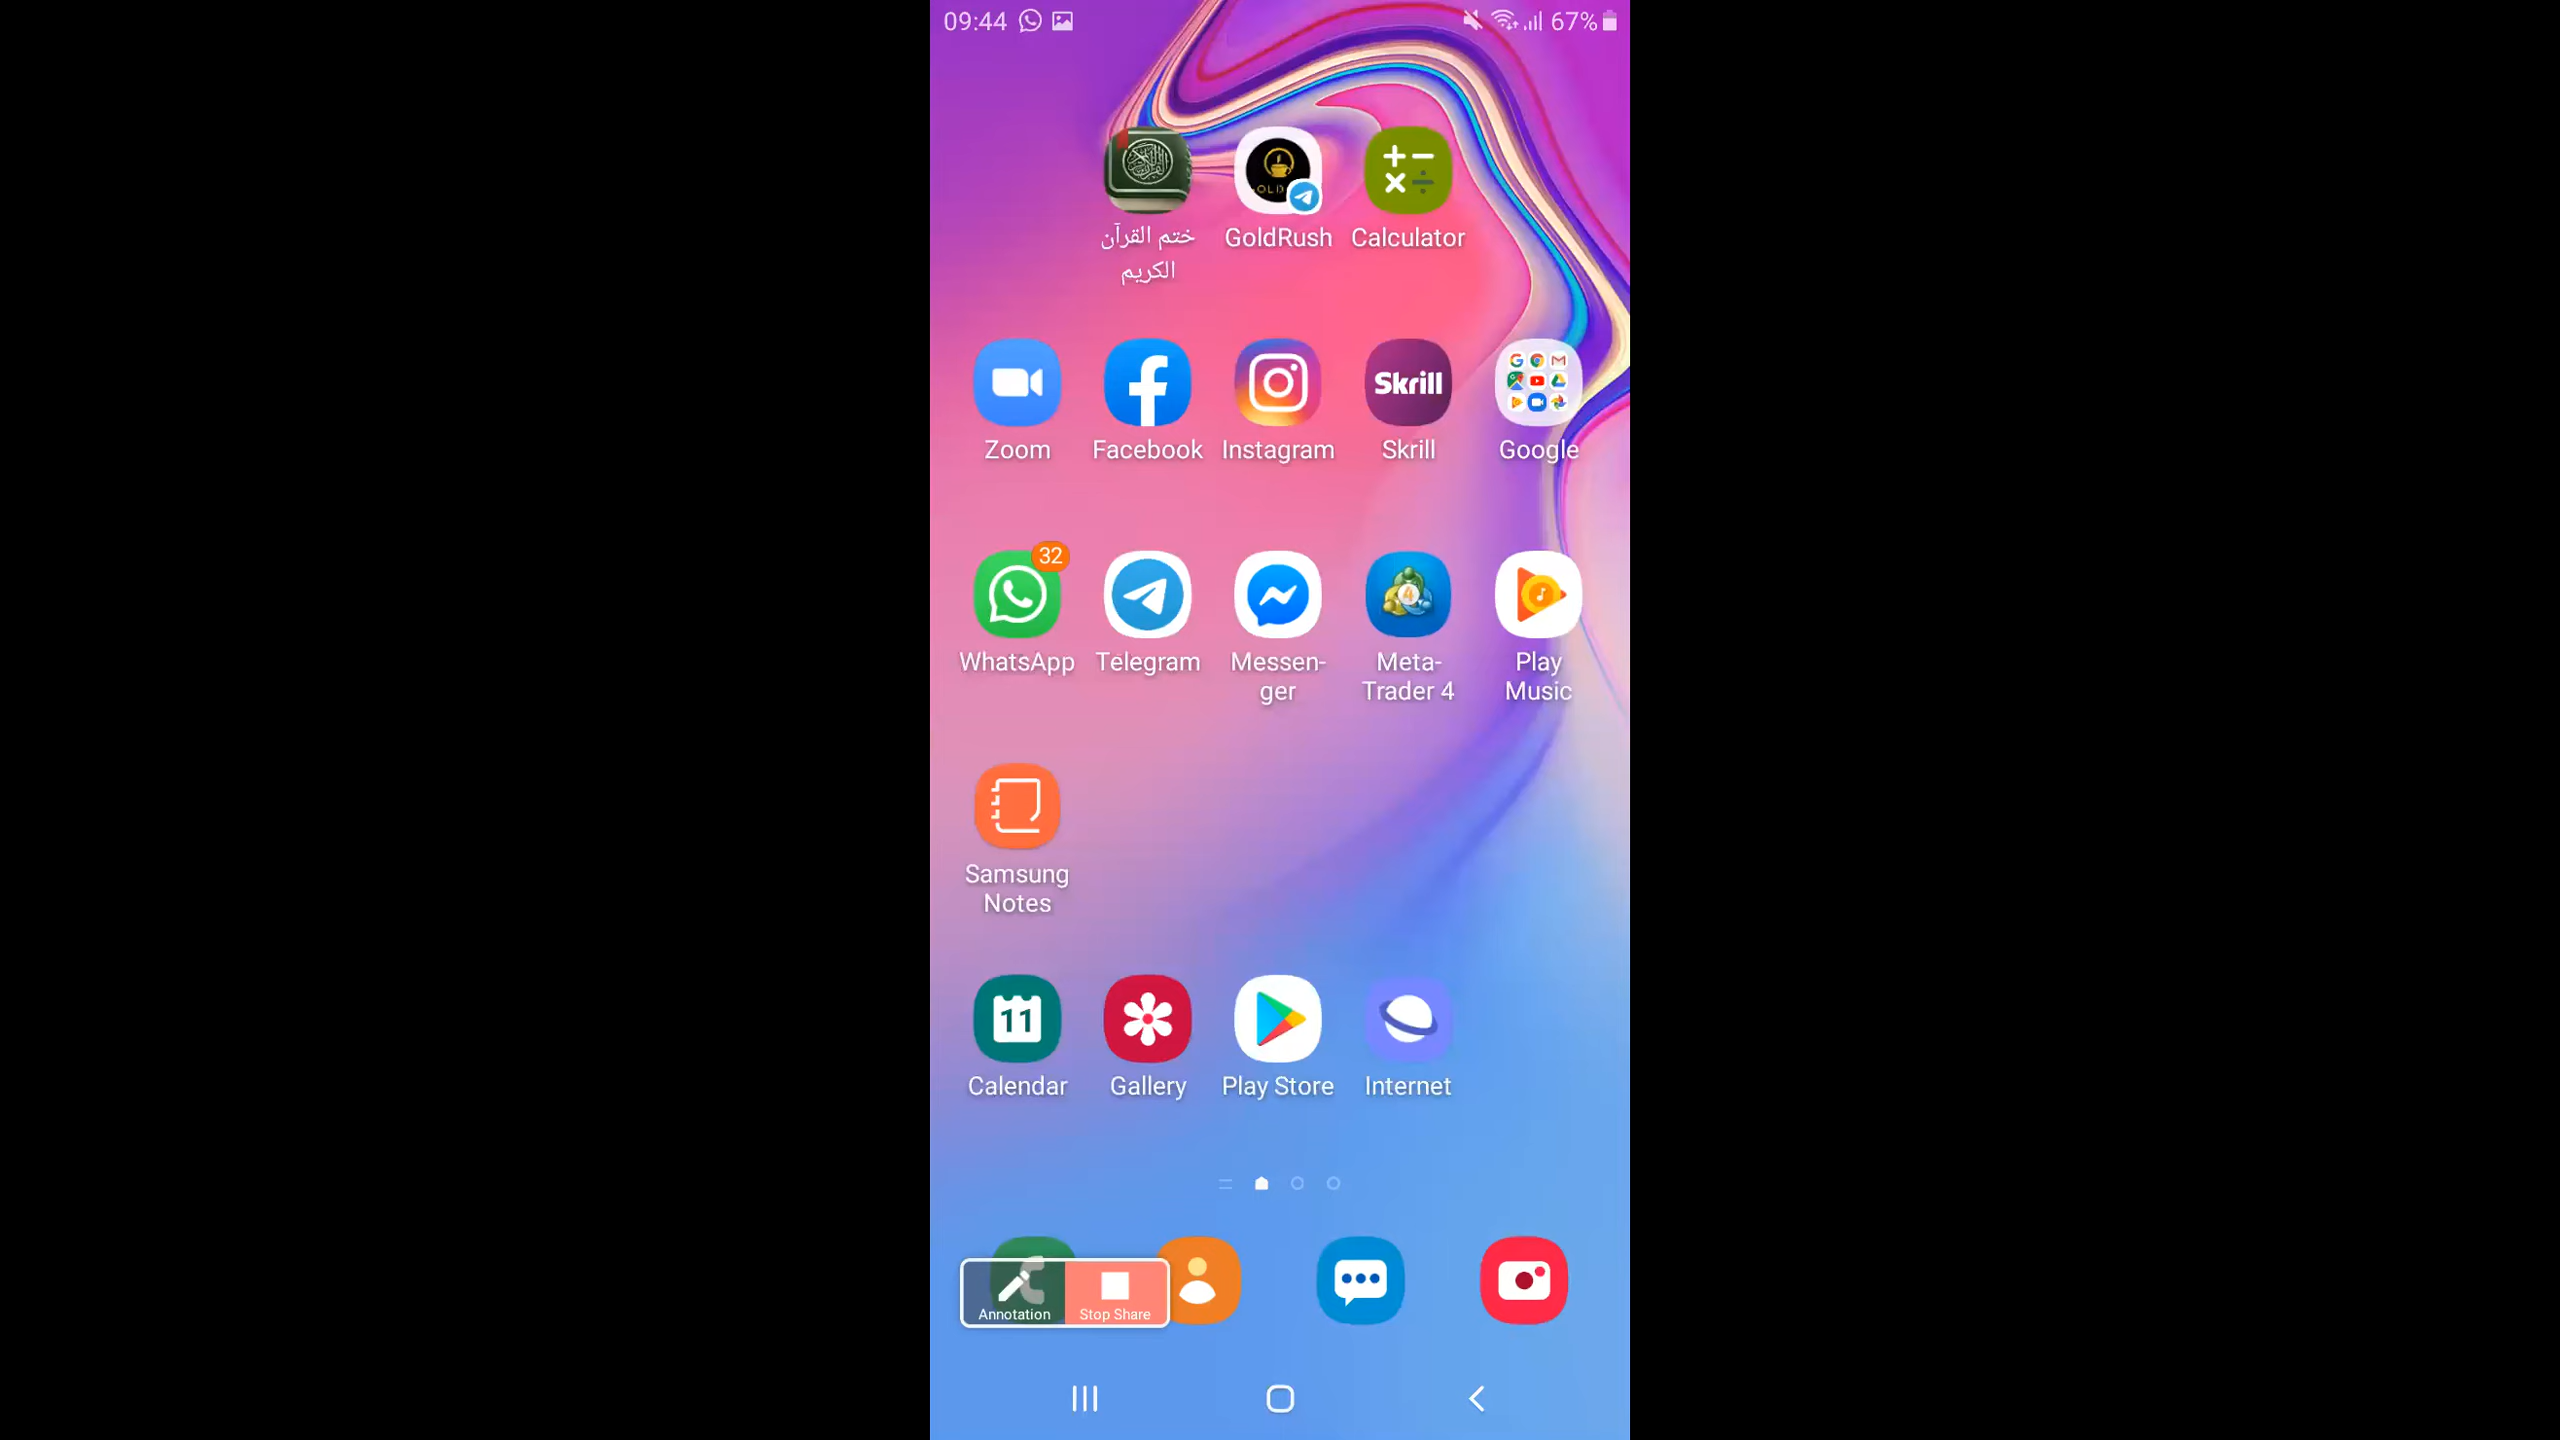 09:44
67%
ختم القرآن
الكريم
GoldRush
Calculator
Skrill
Zoom
Facebook
Instagram
Skrill
Google
32
4
WhatsApp
Telegram
Messen-
ger
Meta-
Trader 4
Play
Music
Samsung
Notes
11
Calendar
Gallery
Play Store
Internet
Annotation
Stop Share